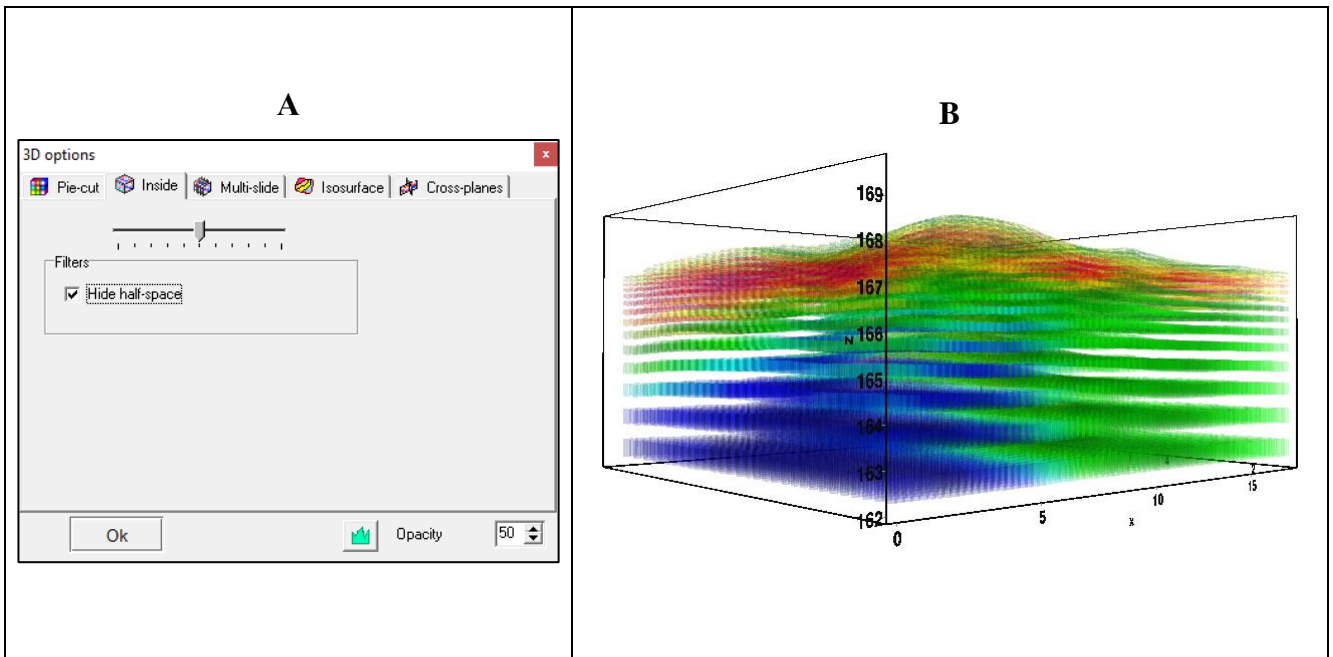 A
3D options
x
Pie-cut Inside Multi-slide Isosurface Cross-planes
Filters
Hide half-space
Ok
Opacity 50
B
169
168
167
N 166
165
164
163
162
0
5
x
10
15
4